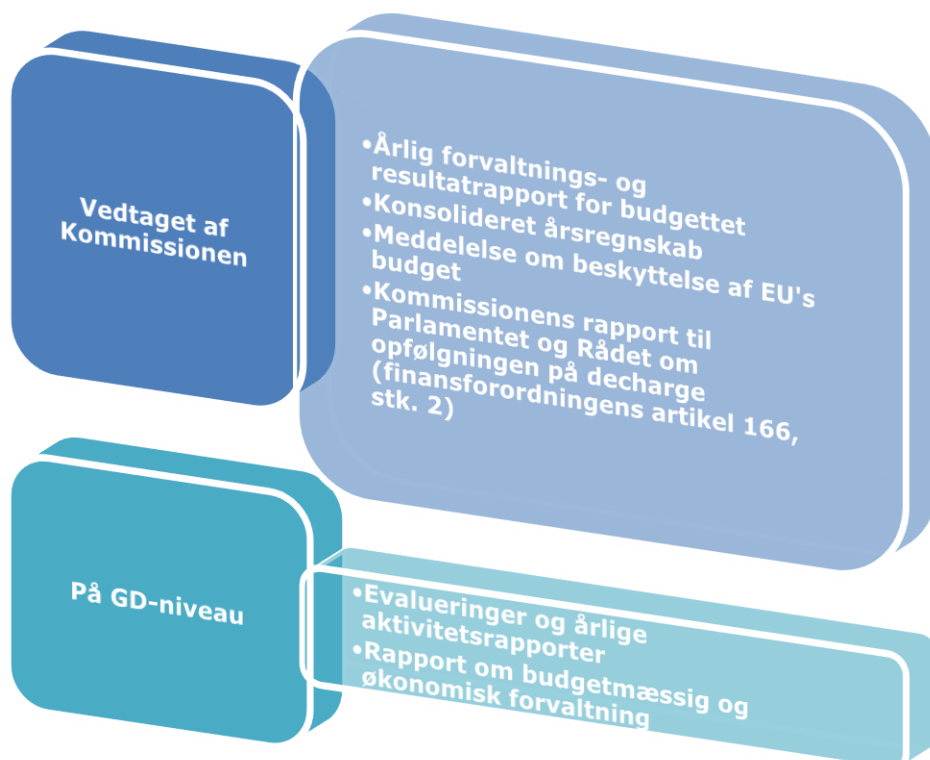 Vedtaget af
Kommissionen
•Årlig forvaltnings- og
resultatrapport for budgettet
•Konsolideret årsregnskab
•Meddelelse om beskyttelse af EU's
budget
•Kommissionens rapport til
Parlamentet og Rådet om
opfølgningen på decharge
(finansforordningens artikel 166,
stk. 2)
På GD-niveau
•Evalueringer og årlige
aktivitetsrapporter
•Rapport om budgetmæssig og
økonomisk forvaltning